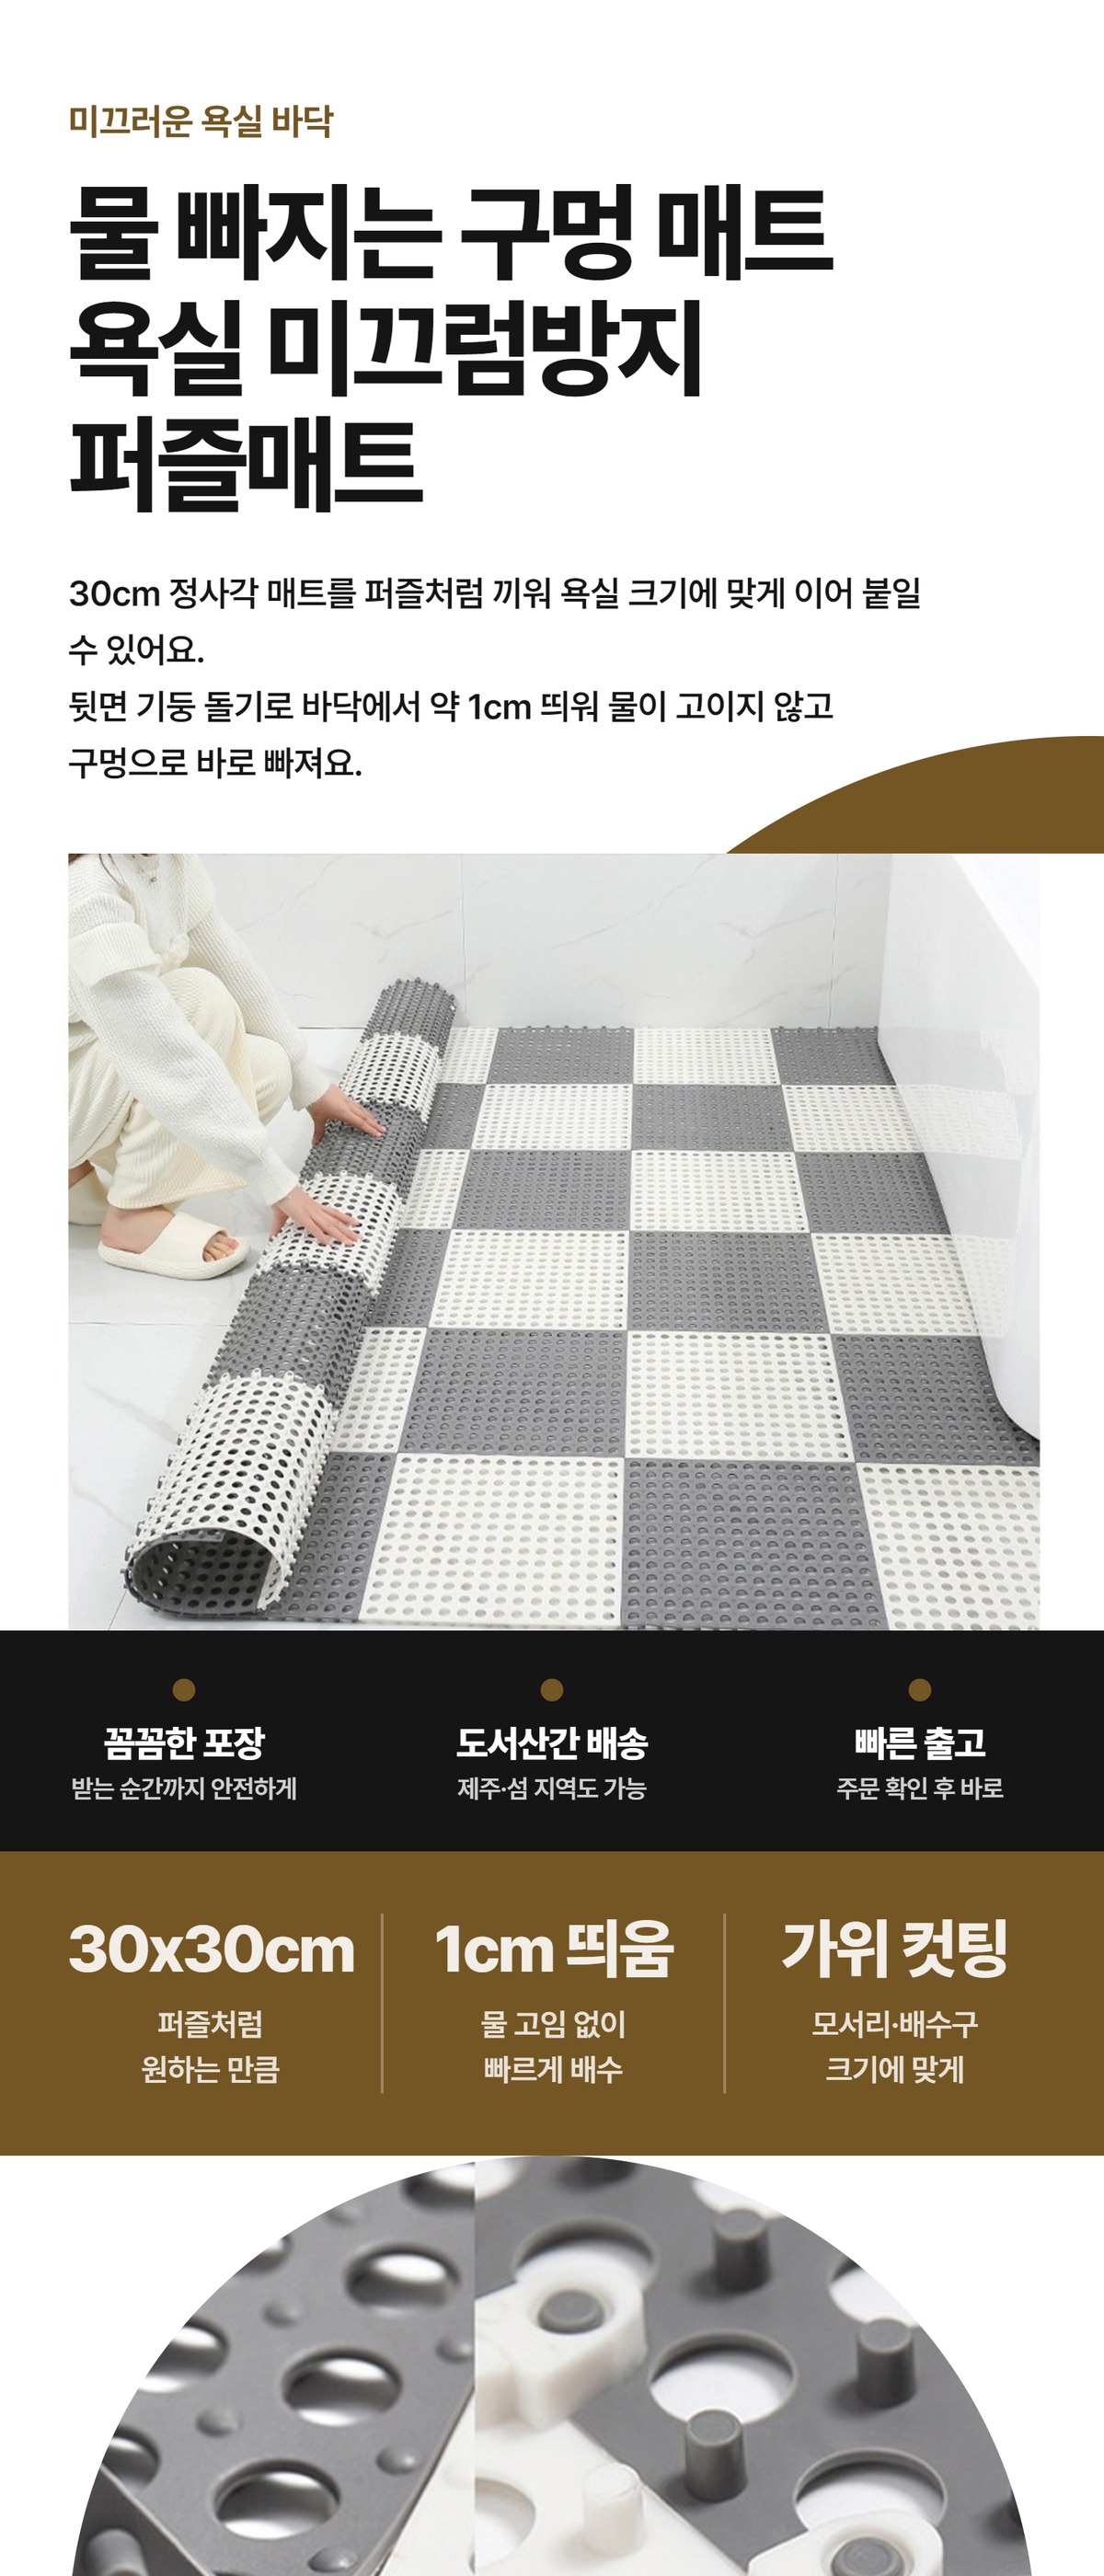 미끄러운 욕실 바닥
물 빠지는 구멍 매트
욕실 미끄럼방지
퍼즐매트
30cm 정사각 매트를 퍼즐처럼 끼워 욕실 크기에 맞게 이어 붙일
수 있어요.
뒷면 기둥 돌기로 바닥에서 약 1cm 띄워 물이 고이지 않고
구멍으로 바로 빠져요.
꼼꼼한 포장
받는 순간까지 안전하게
도서산간 배송
제주·섬 지역도 가능
빠른 출고
주문 확인 후 바로
30x30cm
퍼즐처럼
원하는 만큼
1cm 띄움
물 고임 없이
빠르게 배수
가위 컷팅
모서리·배수구
크기에 맞게